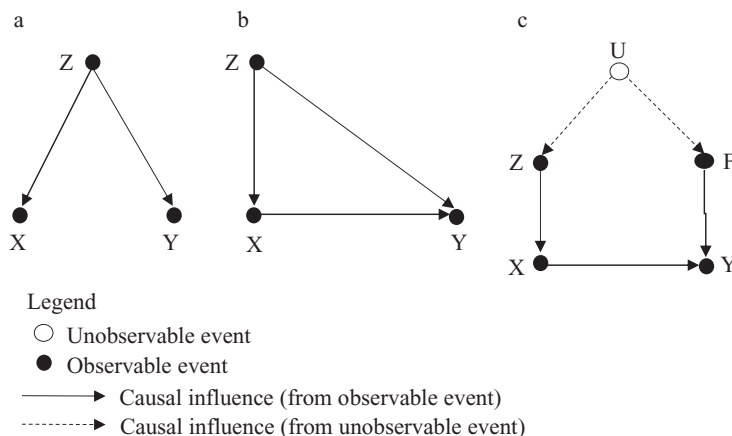 a b c
Z Z U
Z F
X Y X Y
X Y
Legend
Unobservable event
Observable event
Causal influence (from observable event)
Causal influence (from unobservable event)